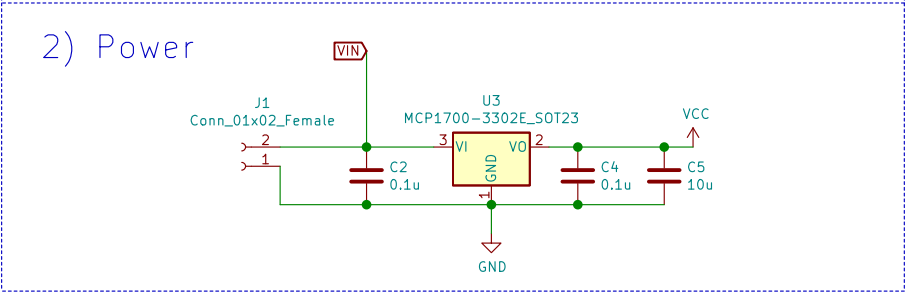 2) Power
VIN
J1
Conn_01x02_Female
2
1
U3
MCP1700-3302E_SOT23
3
VI
VO
2
GND
1
C2
0.1u
C4
0.1u
C5
10u
VCC
GND